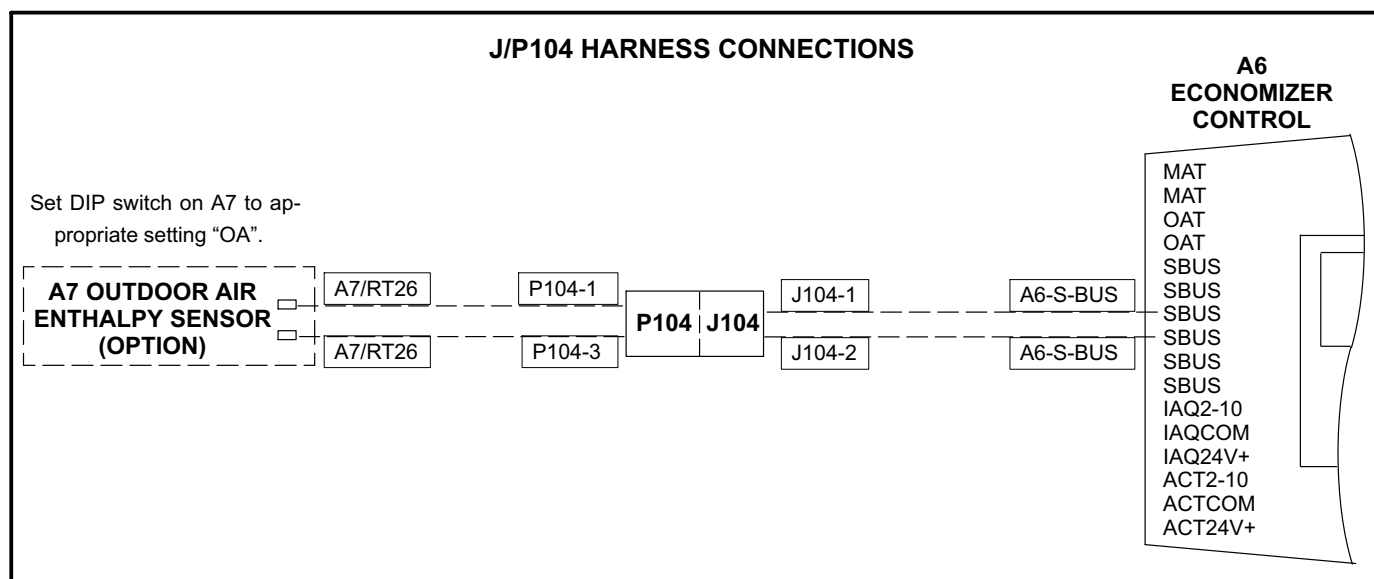 J/P104 HARNESS CONNECTIONS
A6
ECONOMIZER
CONTROL
Set DIP switch on A7 to ap-
propriate setting “OA”.
A7 OUTDOOR AIR
ENTHALPY SENSOR
(OPTION)
A7/RT26
P104-1
A7/RT26
P104-3
P104
J104
J104-1
A6-S-BUS
J104-2
A6-S-BUS
MAT
MAT
OAT
OAT
SBUS
SBUS
SBUS
SBUS
SBUS
SBUS
IAQ2-10
IAQCOM
IAQ24V+
ACT2-10
ACTCOM
ACT24V+